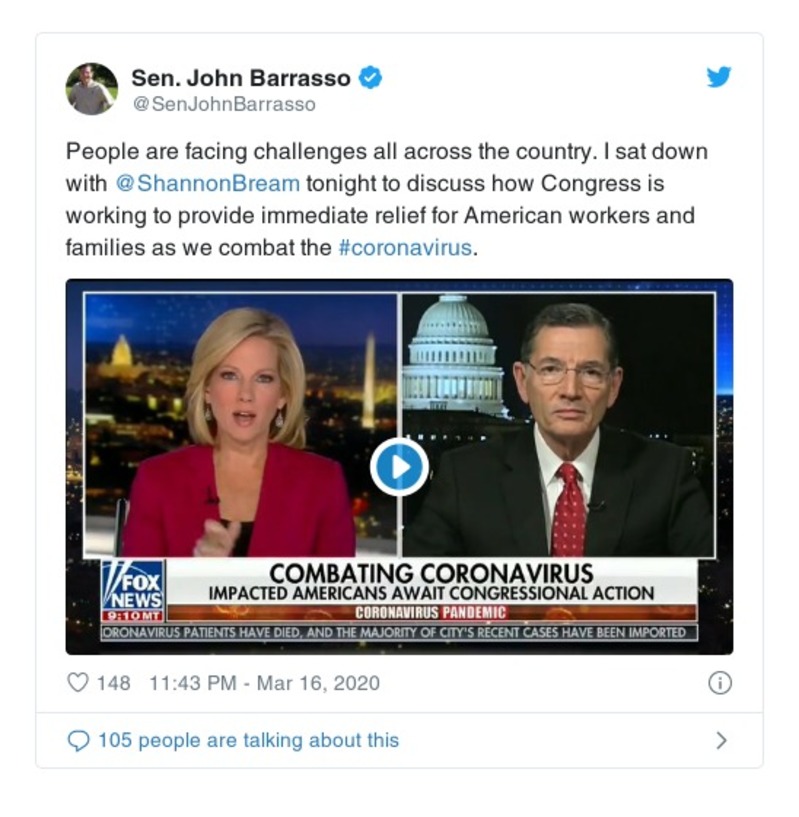 Sen. John Barrasso
@SenJohnBarrasso
People are facing challenges all across the country. I sat down
with @ShannonBream tonight to discuss how Congress is
working to provide immediate relief for American workers and
families as we combat the #coronavirus.
COMBATING CORONAVIRUS
IMPACTED AMERICANS AWAIT CONGRESSIONAL ACTION
FOX
NEWS
9:10 MT
CORONAVIRUS PANDEMIC
ORONAVIRUS PATIENTS HAVE DIED, AND THE MAJORITY OF CITY'S RECENT CASES HAVE BEEN IMPORTED
148 11:43 PM - Mar 16, 2020
105 people are talking about this